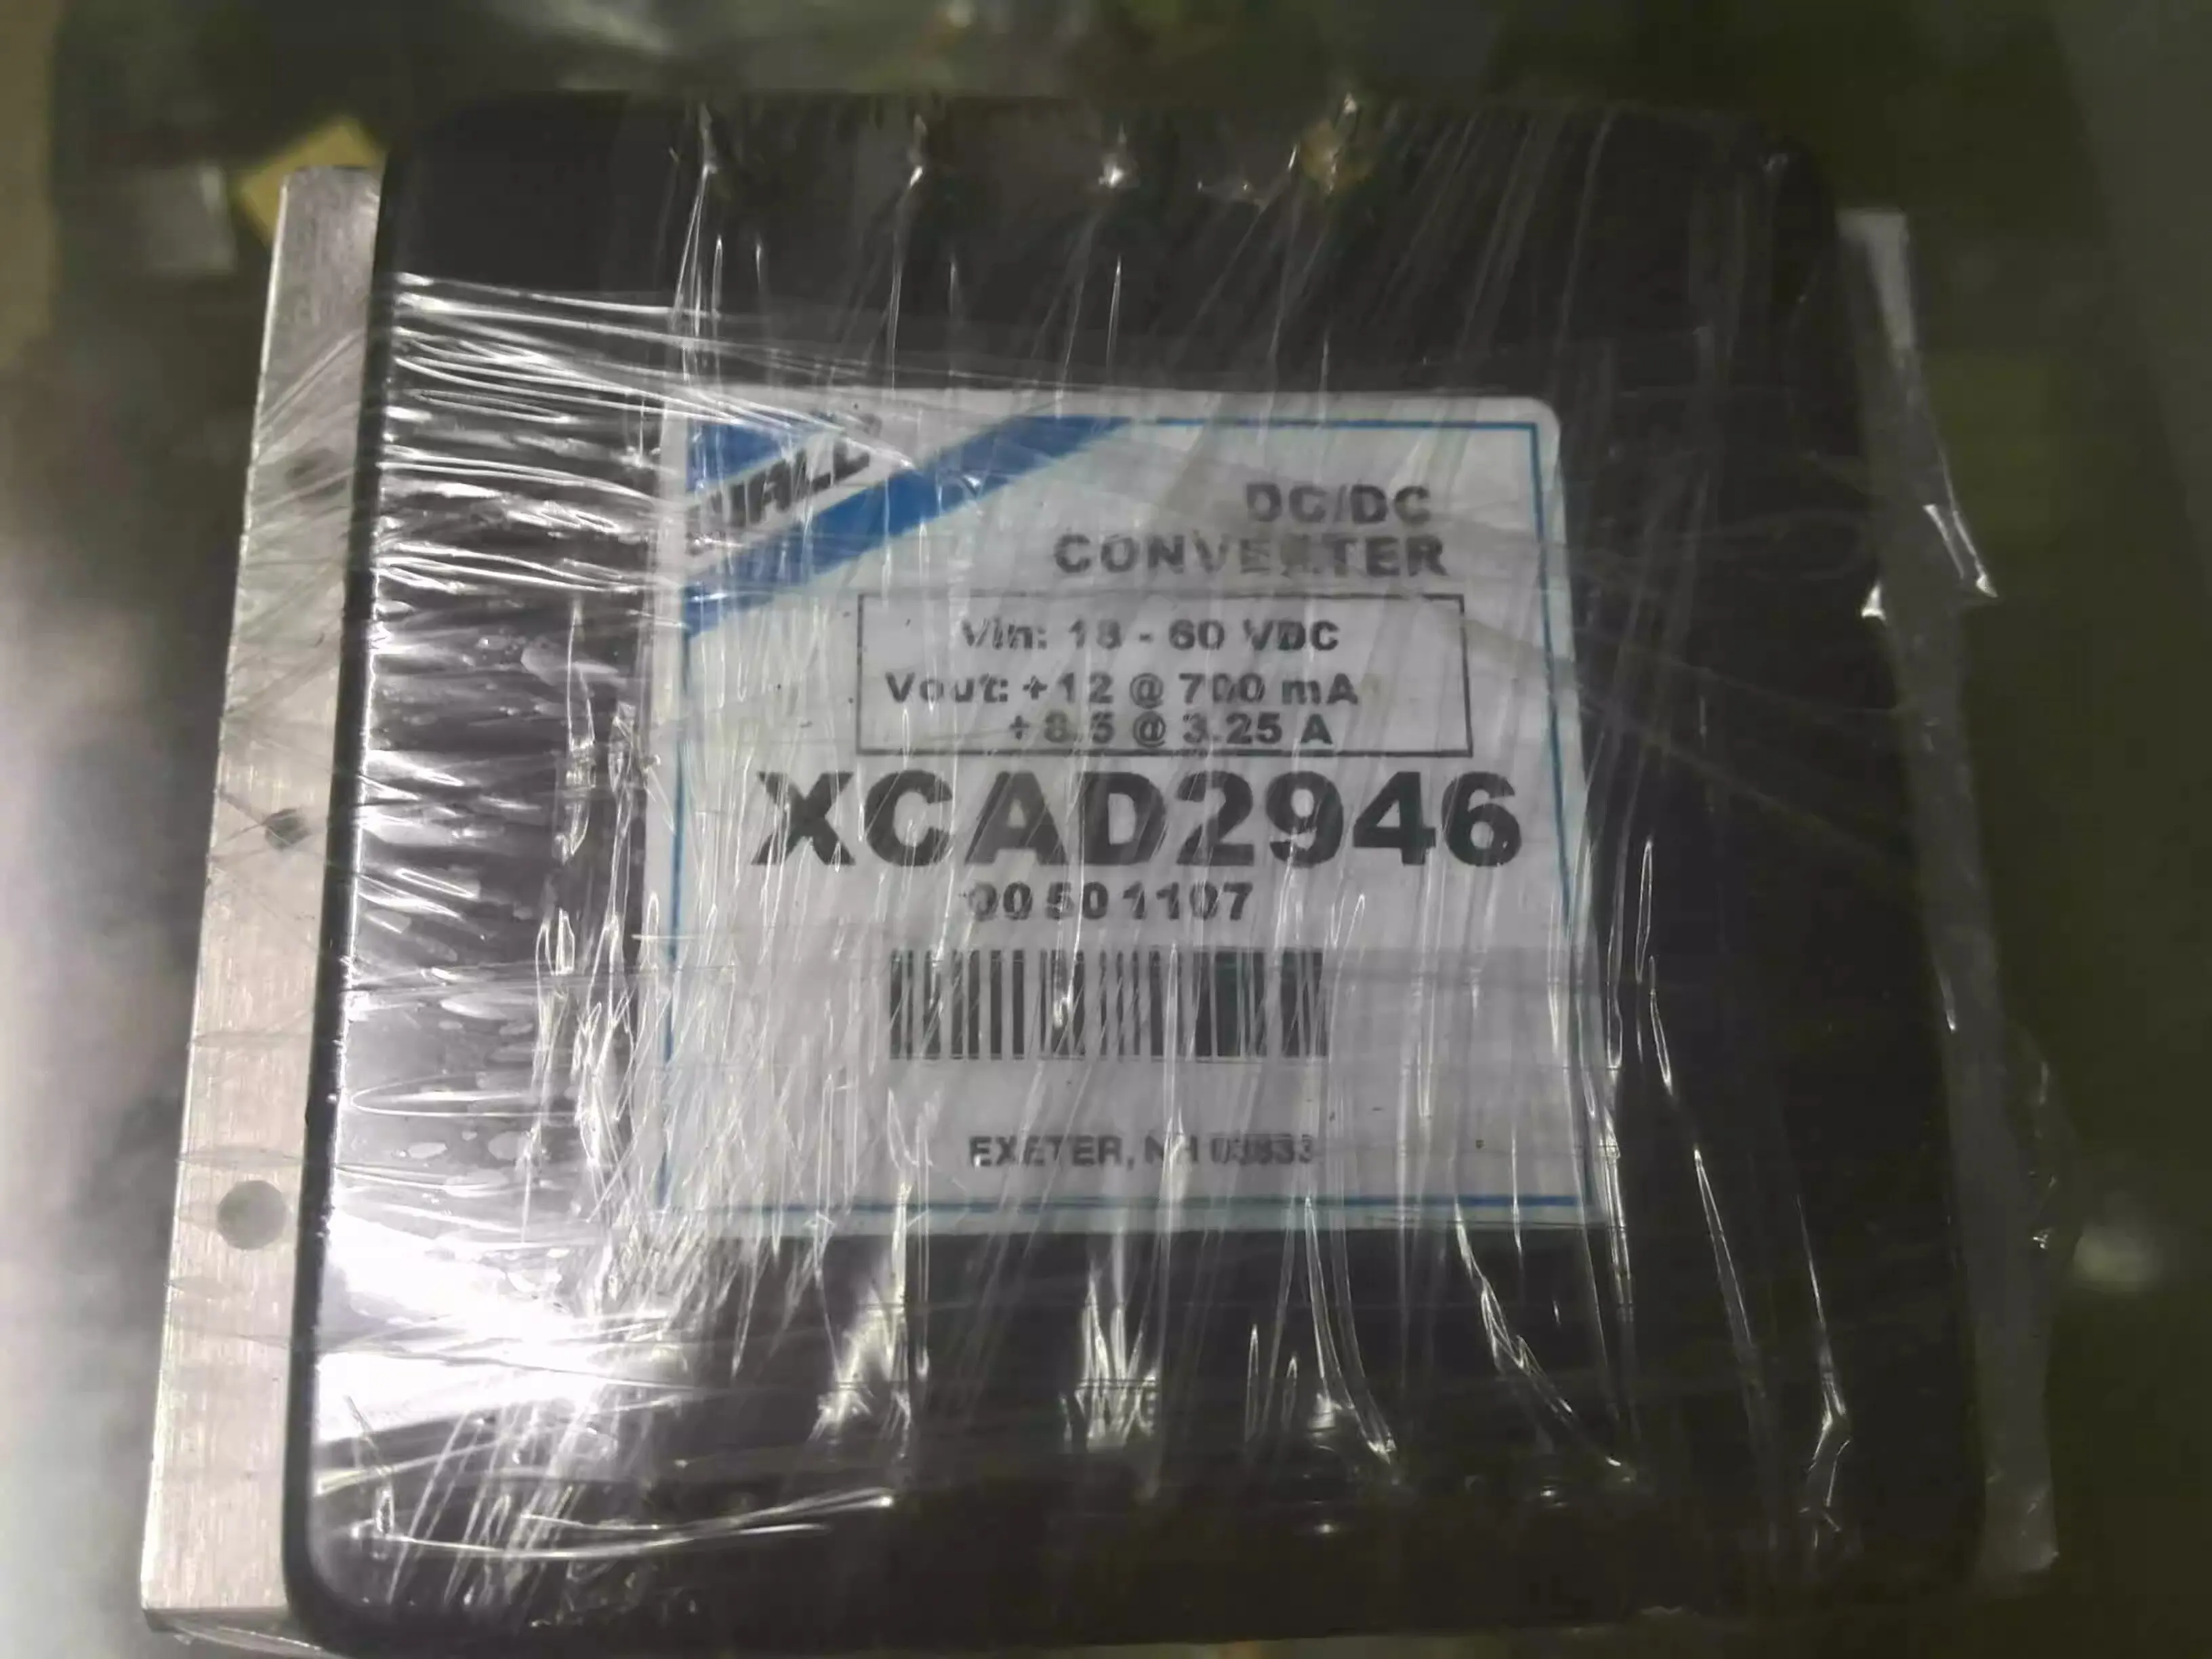 WALL
DC/DC
CONVERTER
Vin: 18 - 60 VDC
Vout: +12 @ 700 mA
+8.5 @ 3.25 A
XCAD2946
00501107
EXETER, NH 03833